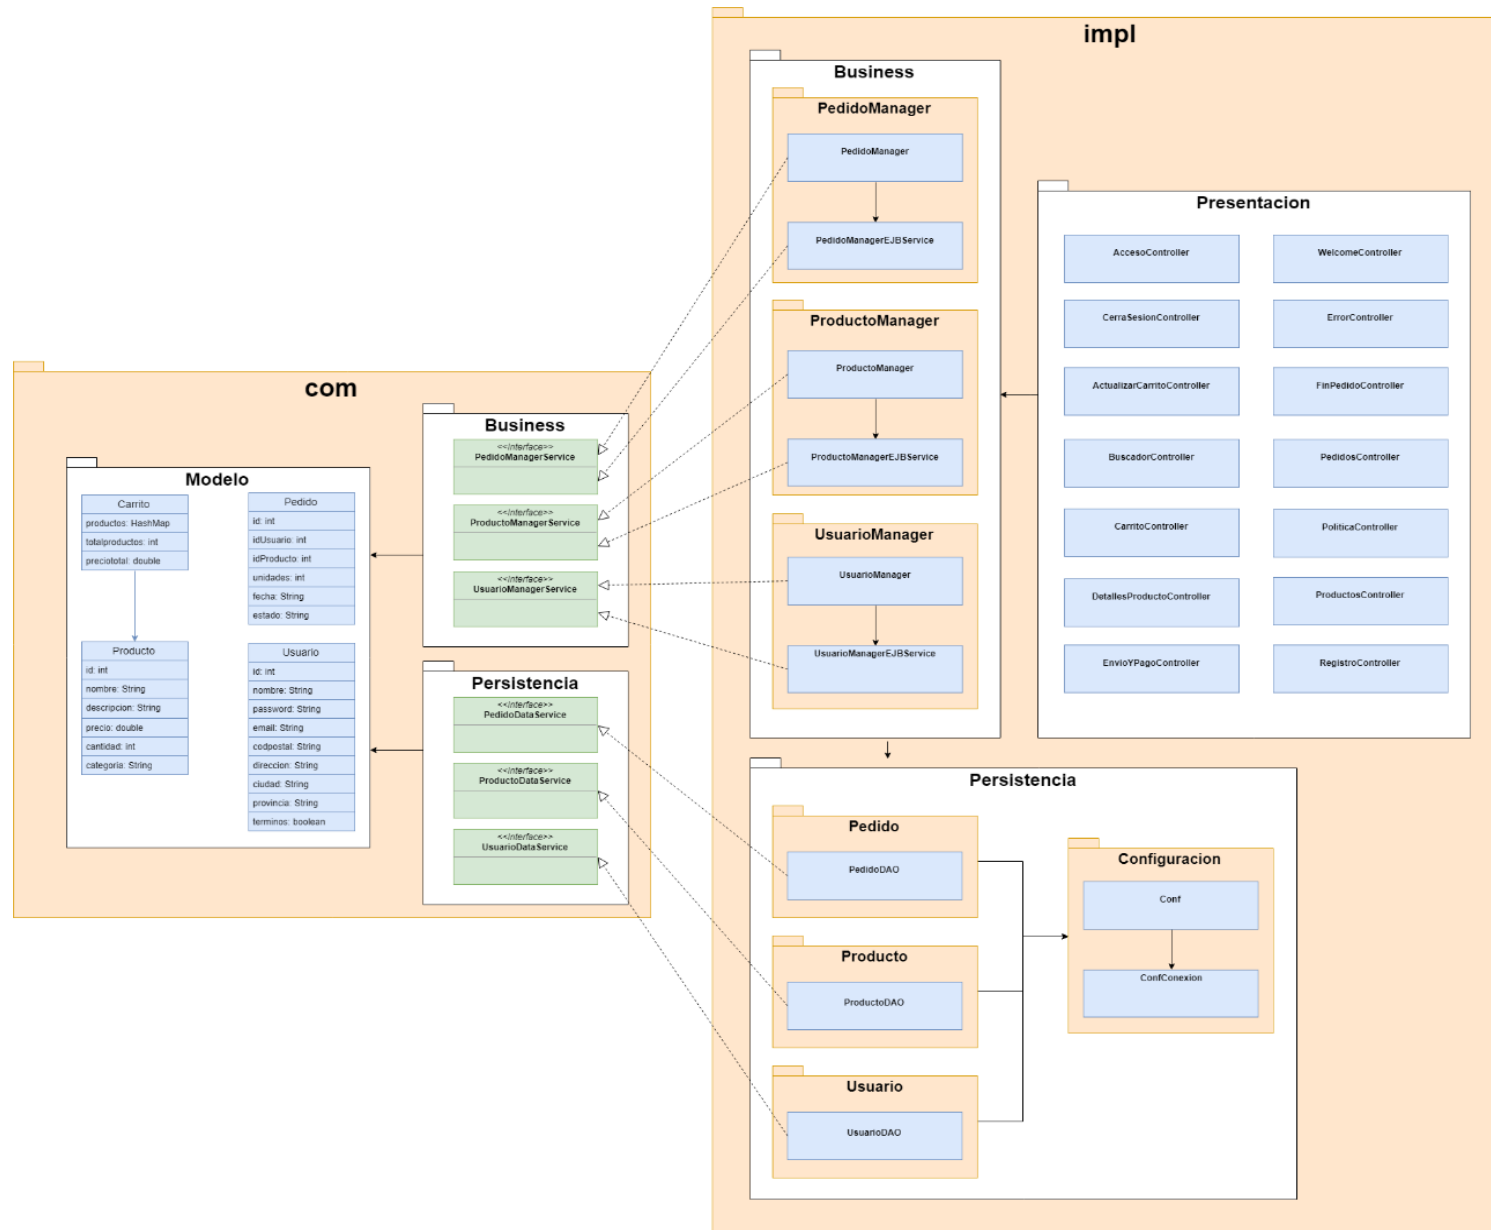 impl
Business
PedidoManager
PedidoManager
PedidoManagerEJBService
ProductoManager
ProductoManager
ProductoManagerEJBService
UsuarioManager
UsuarioManager
UsuarioManagerEJBService
Presentacion
AccesoController
WelcomeController
CerraSesionController
ErrorController
ActualizarCarritoController
FinPedidoController
BuscadorController
PedidosController
CarritoController
PoliticaController
DetallesProductoController
ProductosController
EnvioYPagoController
RegistroController
com
Modelo
Carrito
productos: HashMap
totalproductos: int
preciototal: double
Pedido
id: int
idUsuario: int
idProducto: int
unidades: int
fecha: String
estado: String
Producto
id: int
nombre: String
descripcion: String
precio: double
cantidad: int
categoria: String
Usuario
id: int
nombre: String
password: String
email: String
codpostal: String
direccion: String
ciudad: String
provincia: String
terminos: boolean
Business
<<Interface>>
PedidoManagerService
<<Interface>>
ProductoManagerService
<<Interface>>
UsuarioManagerService
Persistencia
<<Interface>>
PedidoDataService
<<Interface>>
ProductoDataService
<<Interface>>
UsuarioDataService
Persistencia
Pedido
PedidoDAO
Producto
ProductoDAO
Usuario
UsuarioDAO
Configuracion
Conf
ConfConexion